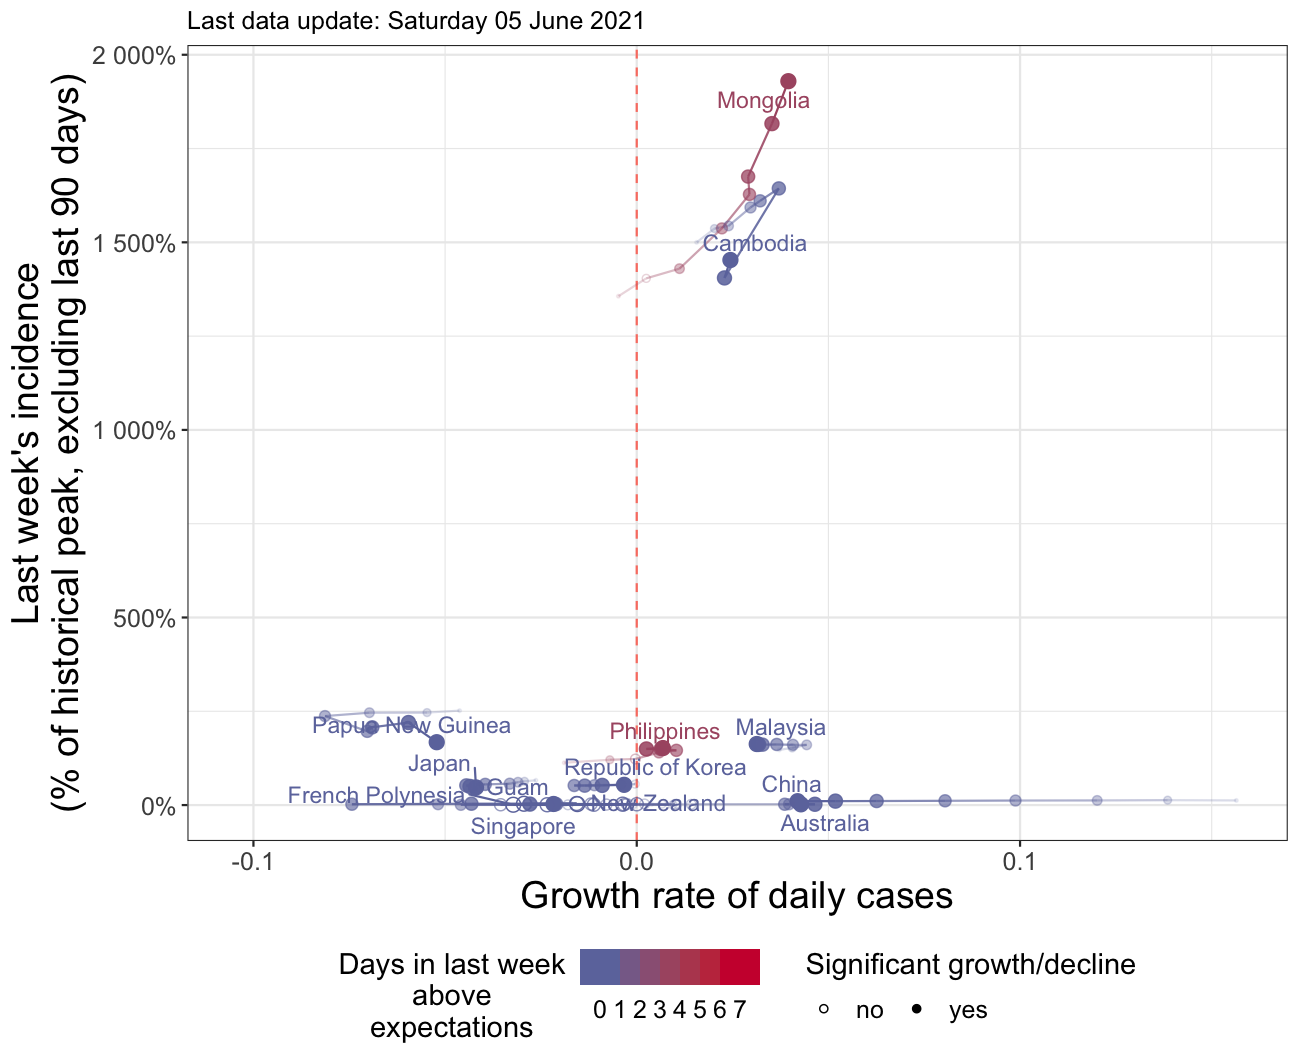 Last data update: Saturday 05 June 2021
Last week's incidence
(% of historical peak, excluding last 90 days)
2 000%
1 500%
1 000%
500%
0%
Mongolia
Cambodia
Papua New Guinea
Philippines
Malaysia
Japan
Republic of Korea
French Polynesia
Guam
China
New Zealand
Singapore
Australia
-0.1
0.0
0.1
Growth rate of daily cases
Days in last week
above
expectations
0 1 2 3 4 5 6 7
Significant growth/decline
no
yes